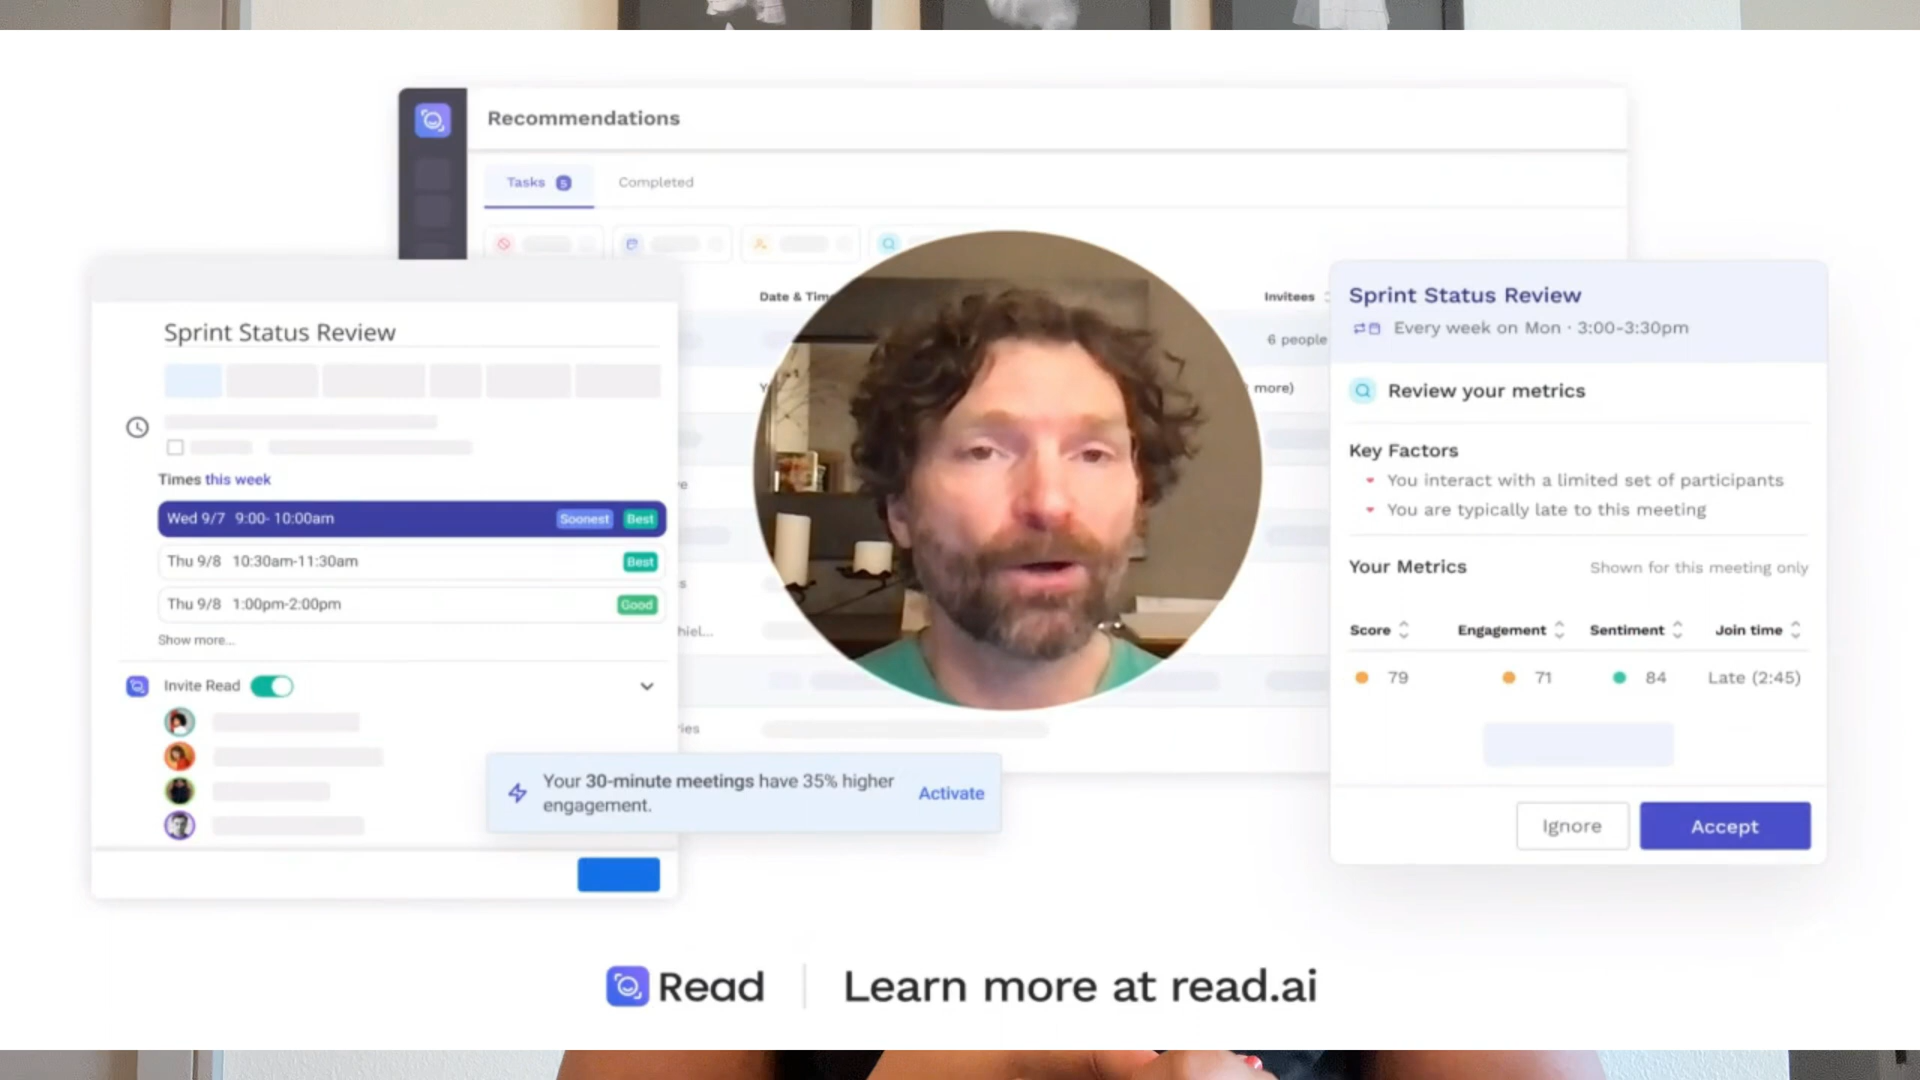 Recommendations
Tasks 5
Completed
Date & Tim
Invitees
6 people
more)
Sprint Status Review
Times this week
Wed 9/7 9:00- 10:00am Soonest Best
Thu 9/8 10:30am-11:30am Best
Thu 9/8 1:00pm-2:00pm Good
Show more...
Invite Read
hiel...
ries
Your 30-minute meetings have 35% higher
engagement.
Activate
Sprint Status Review
Every week on Mon · 3:00-3:30pm
Review your metrics
Key Factors
You interact with a limited set of participants
You are typically late to this meeting
Your Metrics
Shown for this meeting only
Score Engagement Sentiment Join time
79 71 84 Late (2:45)
Ignore
Accept
Read
Learn more at read.ai